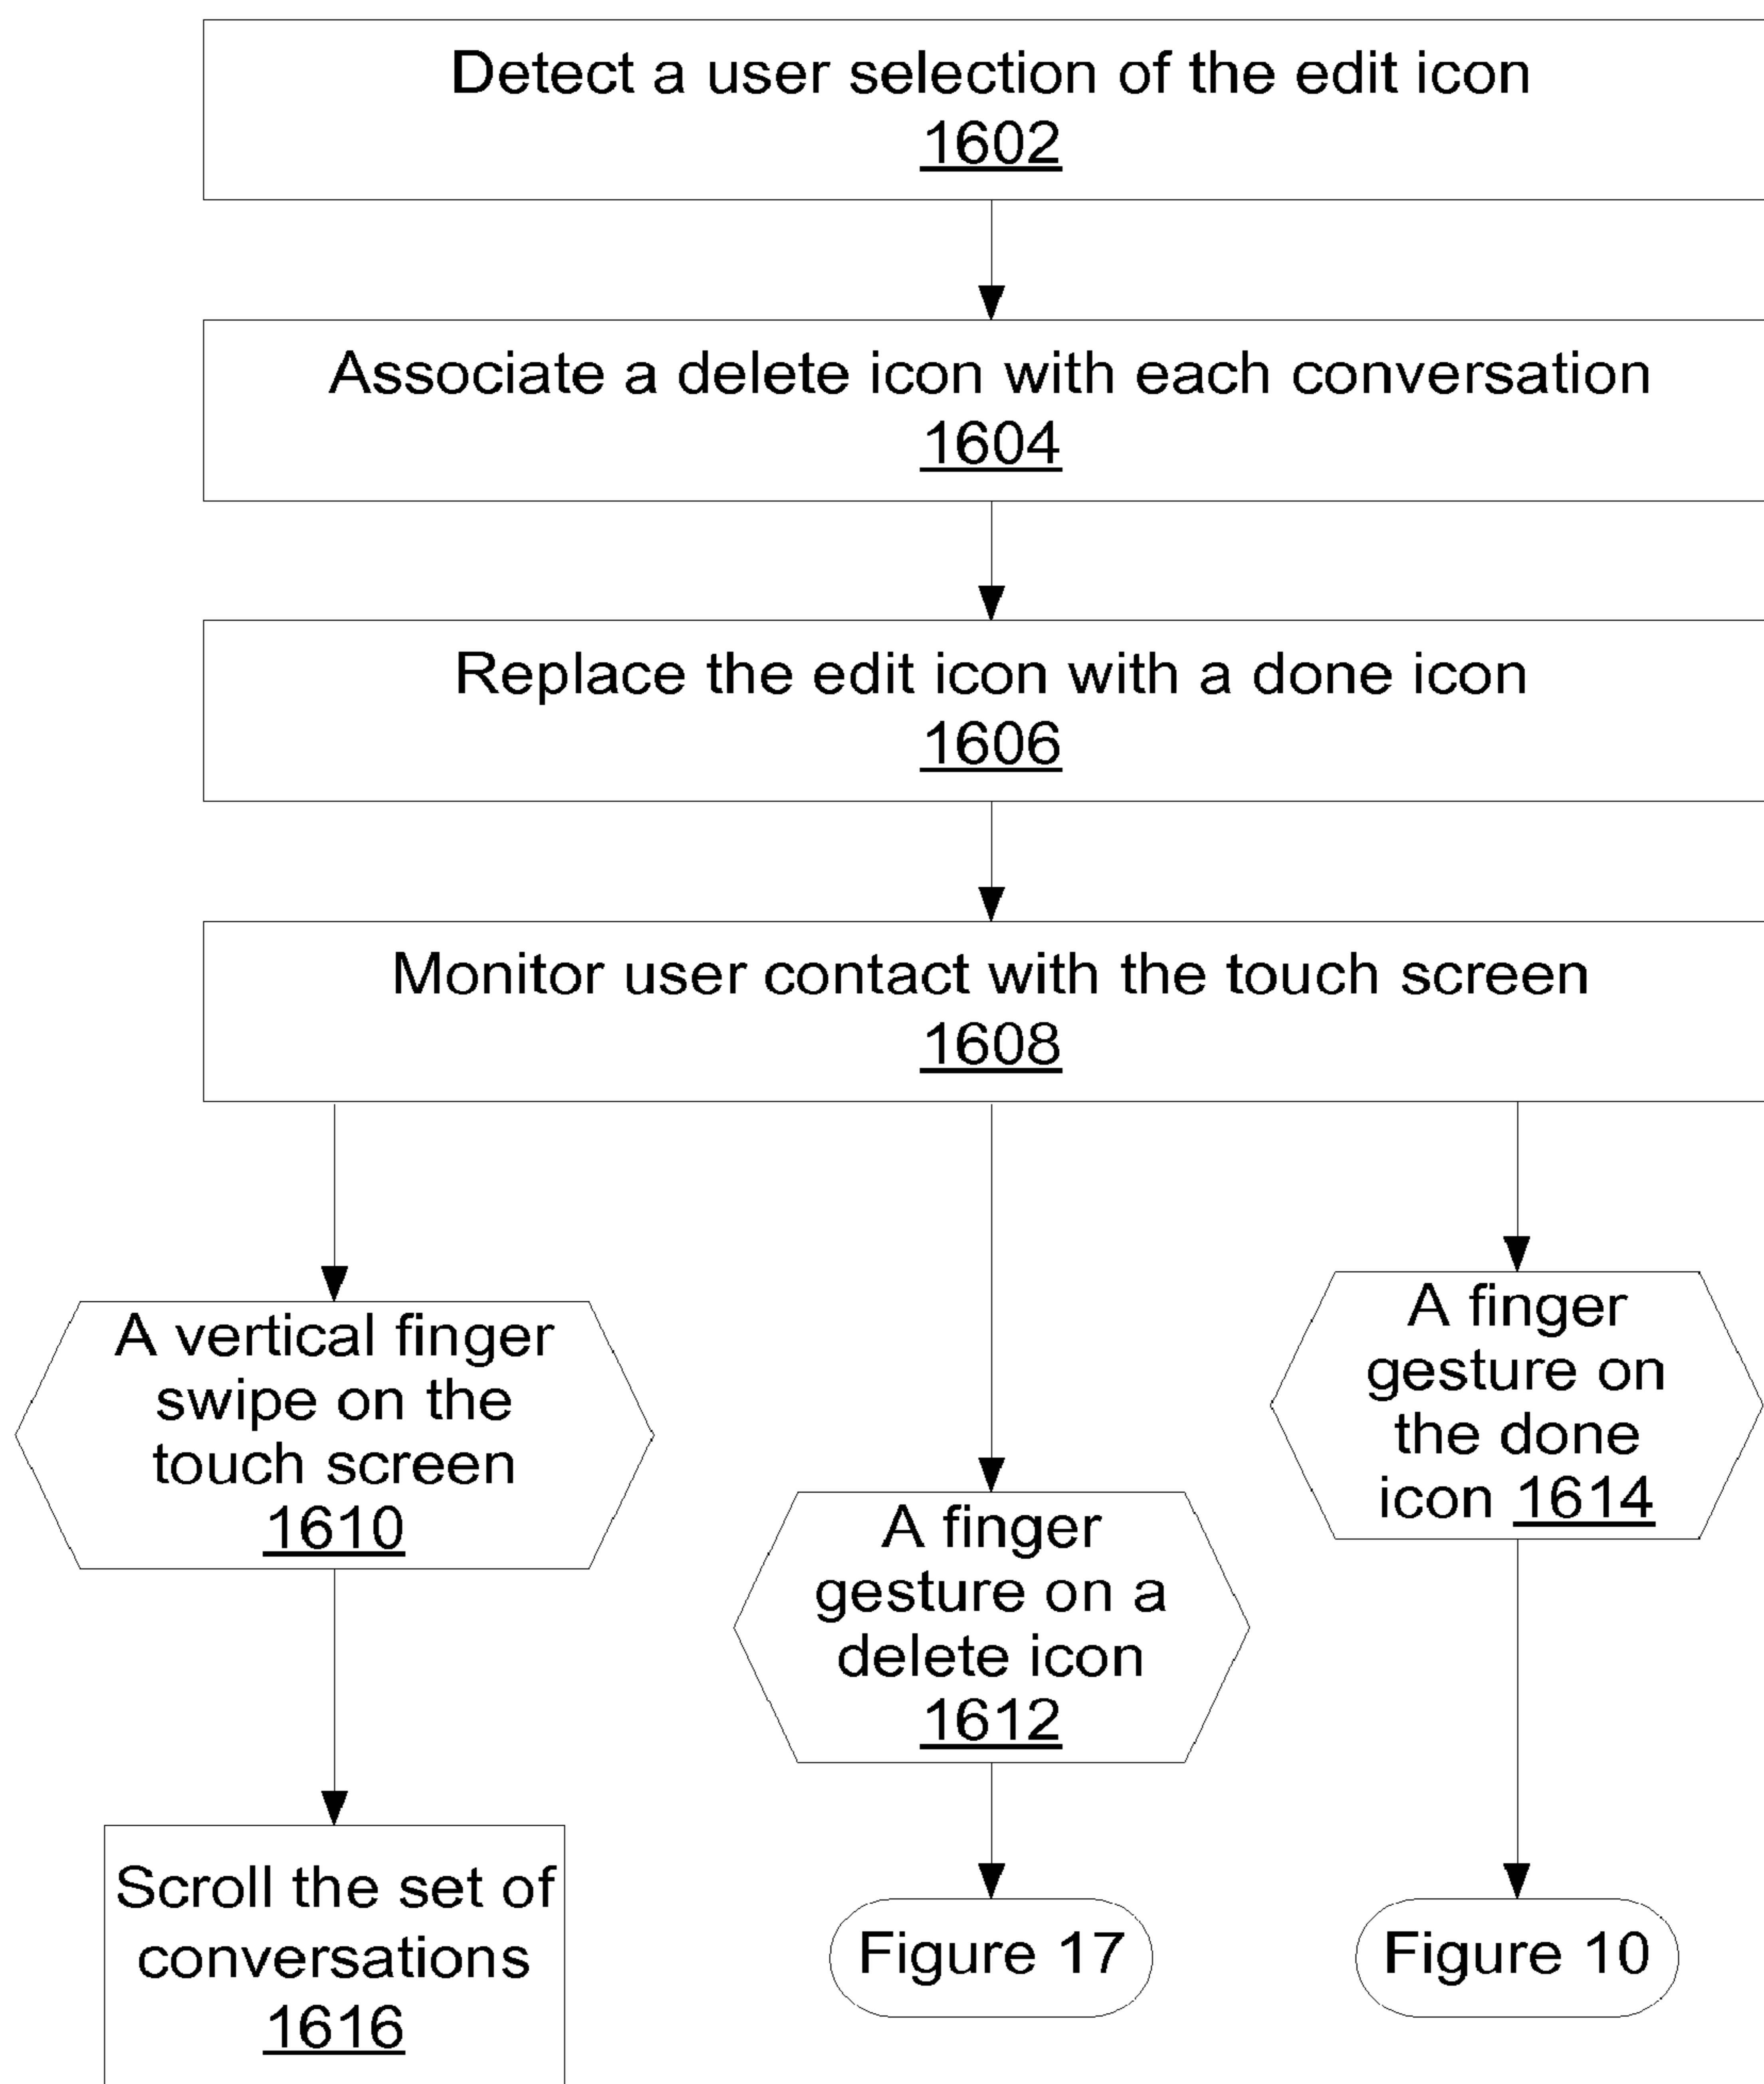 Detect a user selection of the edit icon
1602
Associate a delete icon with each conversation
1604
Replace the edit icon with a done icon
1606
Monitor user contact with the touch screen
1608
A vertical finger
swipe on the
touch screen
1610
A finger
gesture on a
delete icon
1612
A finger
gesture on
the done
icon 1614
Scroll the set of
conversations
1616
Figure 17
Figure 10